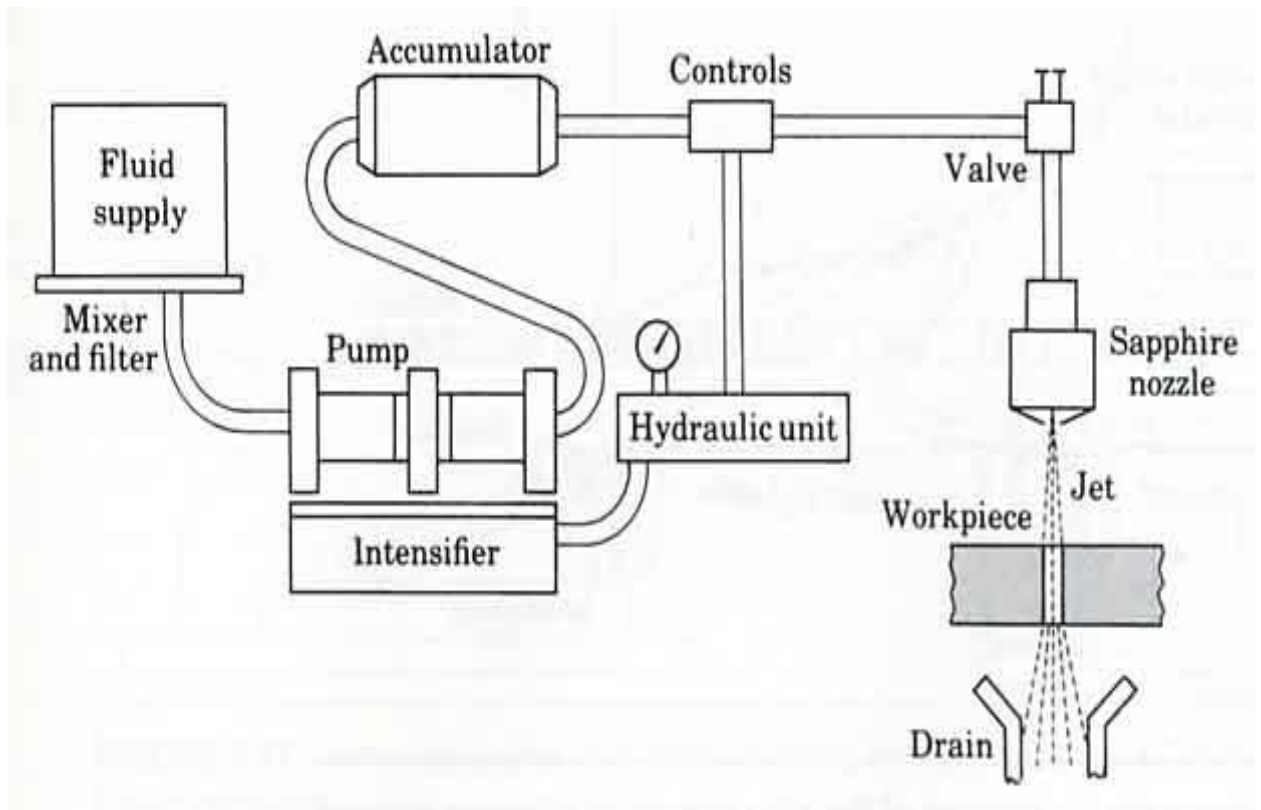 Accumulator
Controls
Fluid
supply
Valve
Mixer
and filter
Pump
Sapphire
nozzle
Hydraulic unit
Jet
Workpiece
Intensifier
Drain